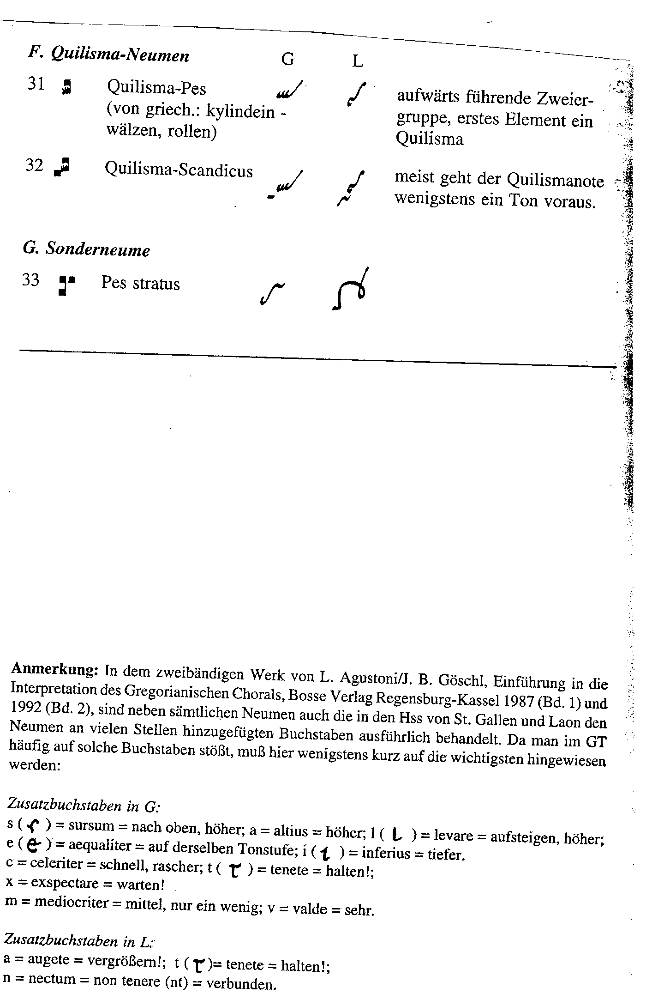 F. Quilisma-Neumen G L
31 Quilisma-Pes
(von griech.: kylindein -
wälzen, rollen)
aufwärts führende Zweier-
gruppe, erstes Element ein
Quilisma
32 Quilisma-Scandicus
meist geht der Quilismanote
wenigstens ein Ton voraus.
G. Sonderneume
33 Pes stratus
Anmerkung: In dem zweibändigen Werk von L. Agustoni/J. B. Göschl, Einführung in die
Interpretation des Gregorianischen Chorals, Bosse Verlag Regensburg-Kassel 1987 (Bd. 1) und
1992 (Bd. 2), sind neben sämtlichen Neumen auch die in den Hss von St. Gallen und Laon den
Neumen an vielen Stellen hinzugefügten Buchstaben ausführlich behandelt. Da man im GT
häufig auf solche Buchstaben stößt, muß hier wenigstens kurz auf die wichtigsten hingewiesen
werden:
Zusatzbuchstaben in G:
s ( ) = sursum = nach oben, höher; a = altius = höher; l ( ) = levare = aufsteigen, höher;
e ( ) = aequaliter = auf derselben Tonstufe; i ( ) = inferius = tiefer.
c = celeriter = schnell, rascher; t ( ) = tenete = halten!;
x = exspectare = warten!
m = mediocriter = mittel, nur ein wenig; v = valde = sehr.
Zusatzbuchstaben in L:
a = augete = vergrößern!; t ( )= tenete = halten!;
n = nectum = non tenere (nt) = verbunden.